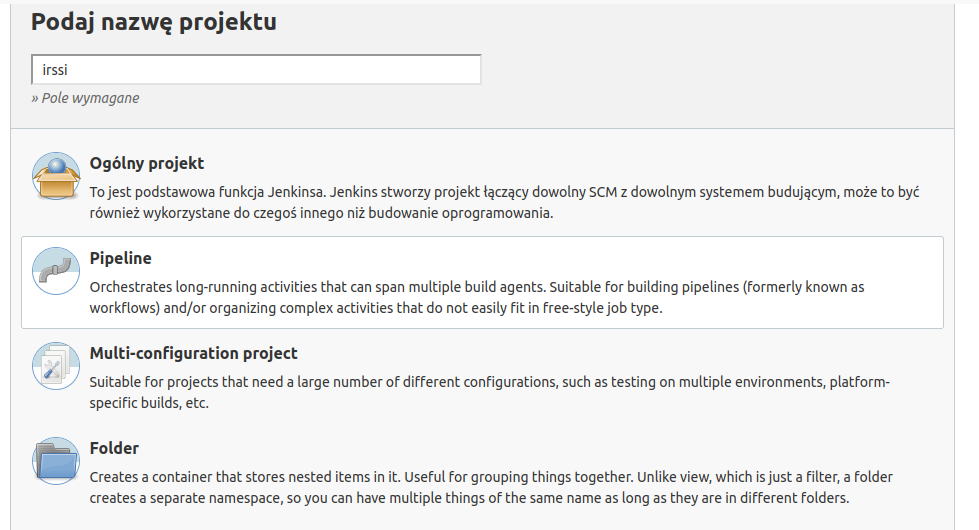 Podaj nazwę projektu
irssi
» Pole wymagane
Ogólny projekt
To jest podstawowa funkcja Jenkinsa. Jenkins stworzy projekt łączący dowolny SCM z dowolnym systemem budującym, może to być
również wykorzystane do czegoś innego niż budowanie oprogramowania.
Pipeline
Orchestrates long-running activities that can span multiple build agents. Suitable for building pipelines (formerly known as
workflows) and/or organizing complex activities that do not easily fit in free-style job type.
Multi-configuration project
Suitable for projects that need a large number of different configurations, such as testing on multiple environments, platform-
specific builds, etc.
Folder
Creates a container that stores nested items in it. Useful for grouping things together. Unlike view, which is just a filter, a folder
creates a separate namespace, so you can have multiple things of the same name as long as they are in different folders.